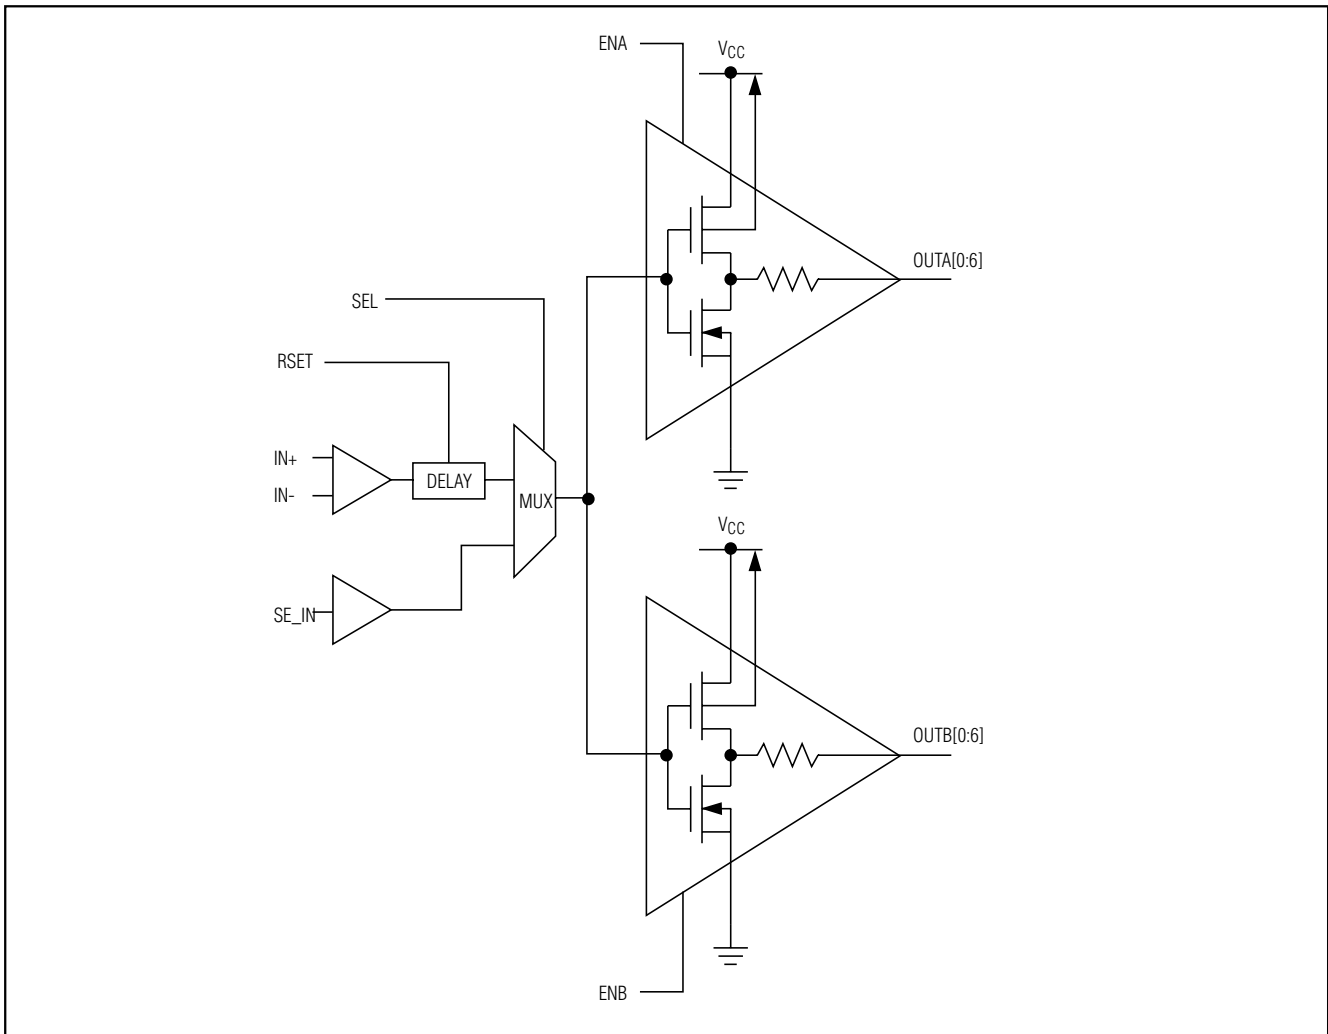 ENA
VCC
OUTA[0:6]
SEL
RSET
IN+
IN-
DELAY
MUX
SE_IN
VCC
OUTB[0:6]
ENB